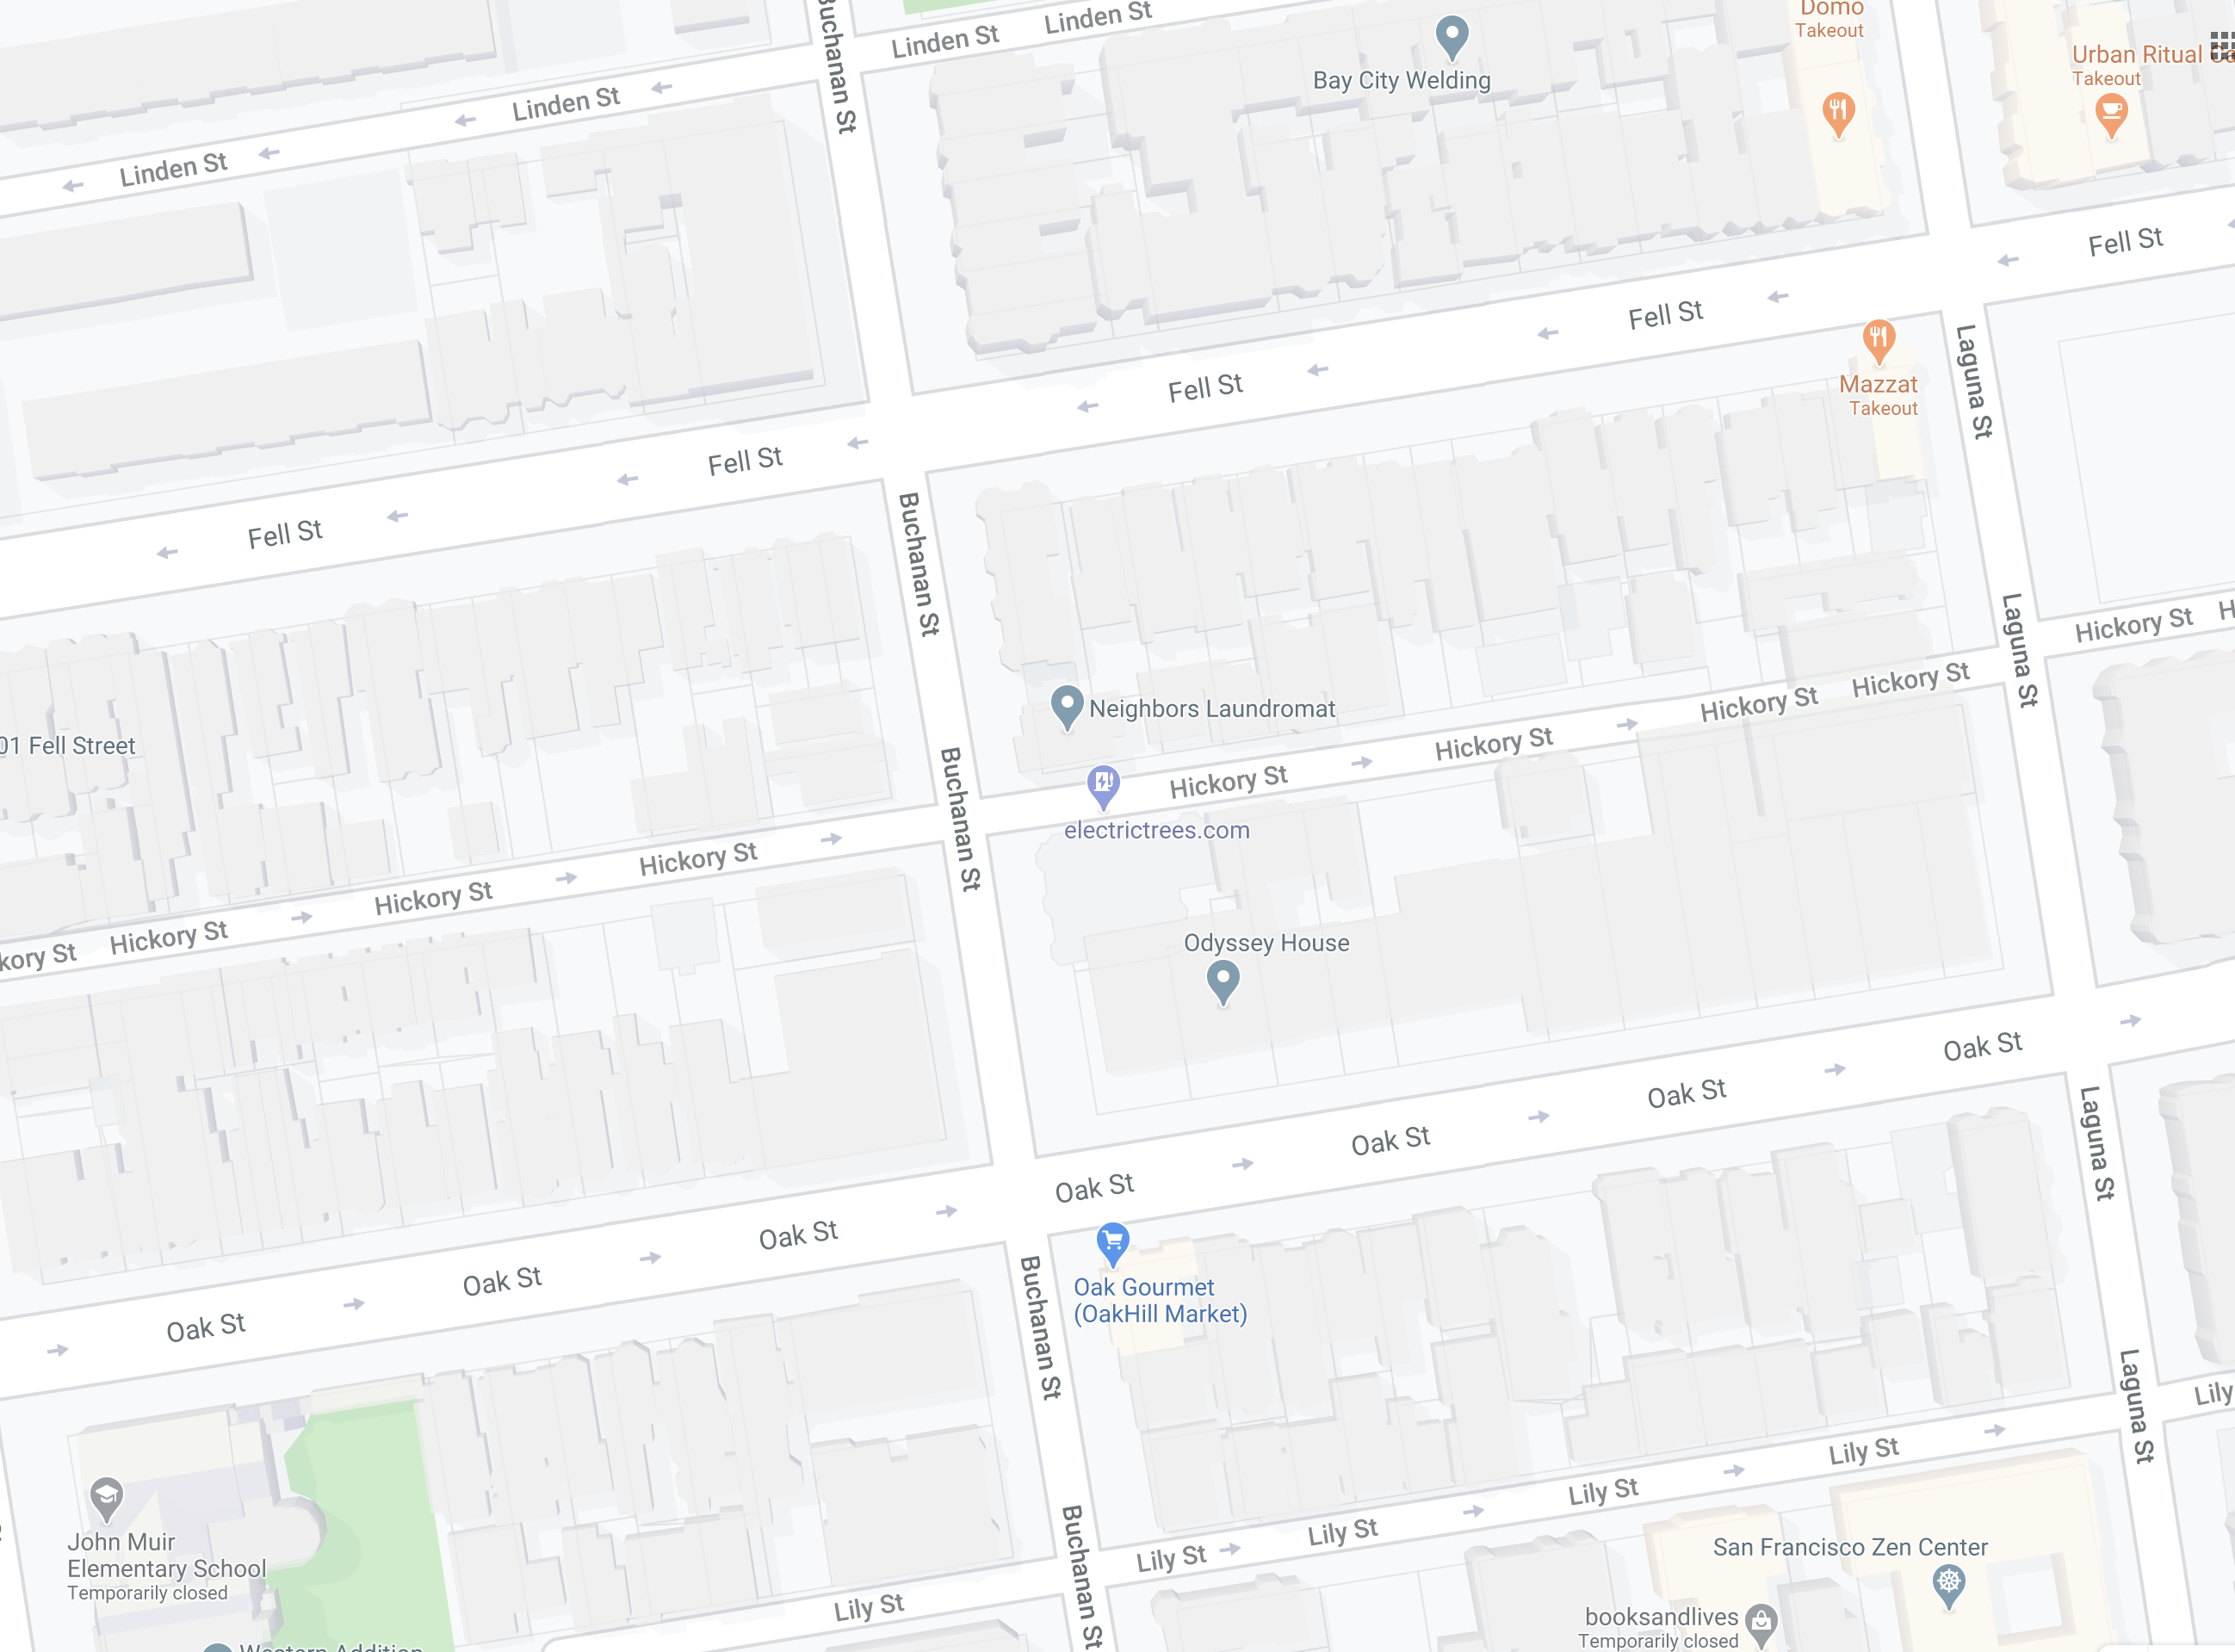 Buchanan St
Linden St
Linden St
Domo
Takeout
Urban Ritual
Takeout
Bay City Welding
Linden St
Linden St
Fell St
Fell St
Fell St
Fell St
Fell St
Mazzat
Takeout
Laguna St
Buchanan St
Laguna St
Hickory St
Hickory St
Hickory St
Hickory St
Hickory St
Neighbors Laundromat
01 Fell Street
electrictrees.com
Buchanan St
Hickory St
Hickory St
Hickory St
kory St
Odyssey House
Oak St
Oak St
Oak St
Oak St
Oak St
Oak St
Oak St
Laguna St
Buchanan St
Oak Gourmet
(OakHill Market)
Laguna St
Lily
Lily St
Lily St
Lily St
Lily St
Lily St
Buchanan St
John Muir
Elementary School
Temporarily closed
San Francisco Zen Center
booksandlives
Temporarily closed
Western Addition